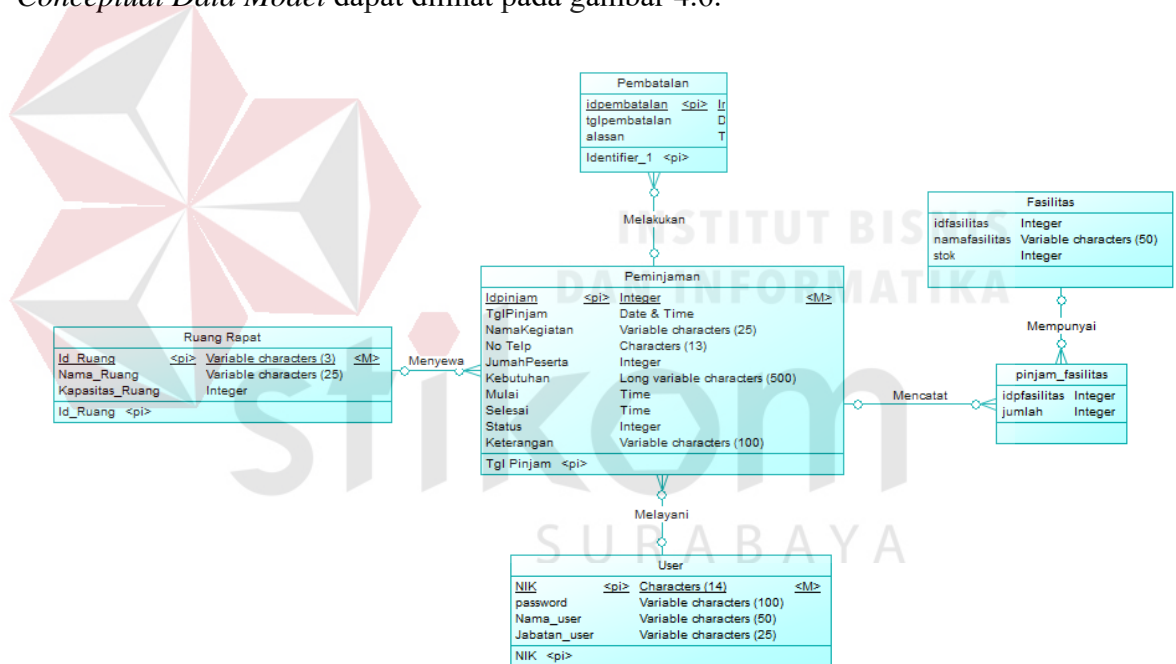 Conceptual Data Model dapat dilihat pada gambar 4.6.
Pembatalan
idpembatalan <pi> Ir
tglpembatalan D
alasan T
Identifier_1 <pi>
Melakukan
INSTITUT BISNIS
DAN INFORMATIKA
stikom
SURABAYA
Fasilitas
idfasilitas Integer
namafasilitas Variable characters (50)
stok Integer
Mempunyai
pinjam_fasilitas
idpfasilitas Integer
jumlah Integer
Mencatat
Peminjaman
Idpinjam <pi> Integer <M>
TglPinjam Date & Time
NamaKegiatan Variable characters (25)
No Telp Characters (13)
JumahPeserta Integer
Kebutuhan Long variable characters (500)
Mulai Time
Selesai Time
Status Integer
Keterangan Variable characters (100)
Tgl Pinjam <pi>
Menyewa
Ruang Rapat
Id_Ruang <pi> Variable characters (3) <M>
Nama_Ruang Variable characters (25)
Kapasitas_Ruang Integer
Id_Ruang <pi>
Melayani
User
NIK <pi> Characters (14) <M>
password Variable characters (100)
Nama_user Variable characters (50)
Jabatan_user Variable characters (25)
NIK <pi>